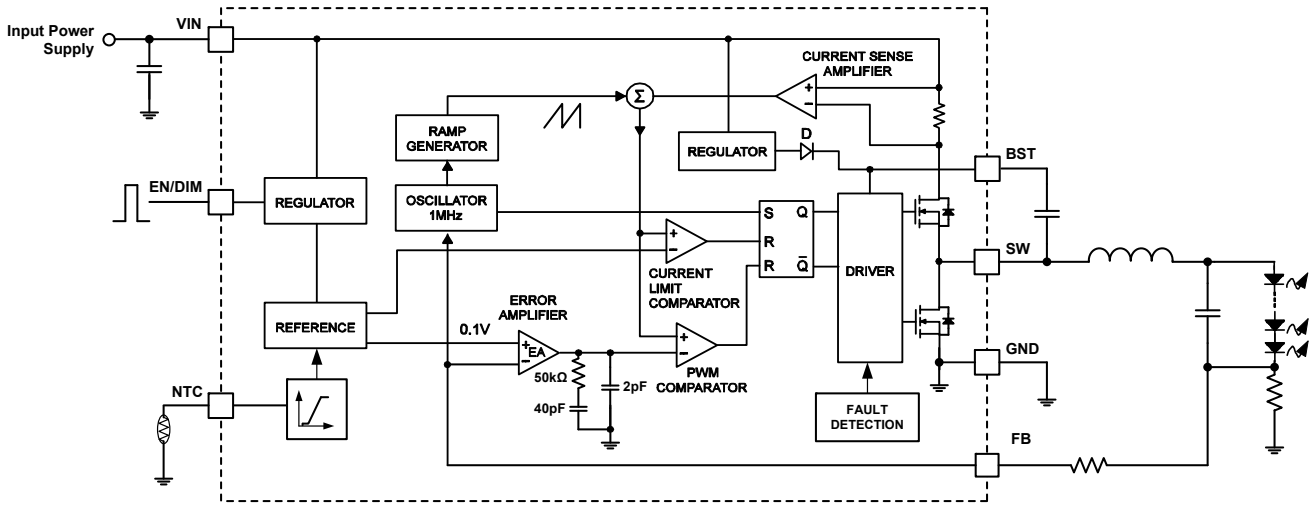 Input Power
Supply
VIN
CURRENT SENSE
AMPLIFIER
+
−
Σ
RAMP
GENERATOR
REGULATOR
D
BST
EN/DIM
REGULATOR
OSCILLATOR
1MHz
S
Q
R
R
Q̅
DRIVER
SW
+
−
CURRENT
LIMIT
COMPARATOR
ERROR
AMPLIFIER
REFERENCE
0.1V
+
−
EA
+
−
PWM
COMPARATOR
GND
50kΩ
2pF
40pF
NTC
FAULT
DETECTION
FB